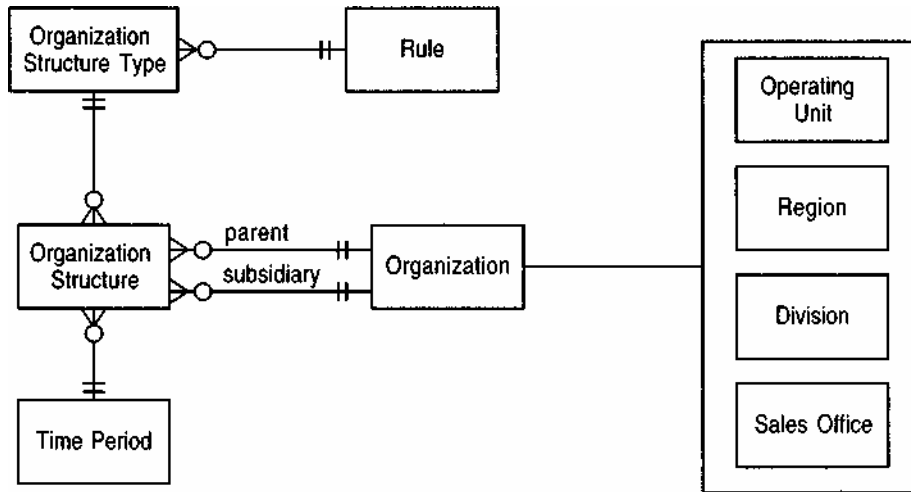 Organization
Structure Type
Rule
Operating
Unit
Region
parent
Organization
Structure
subsidiary
Organization
Division
Time Period
Sales Office